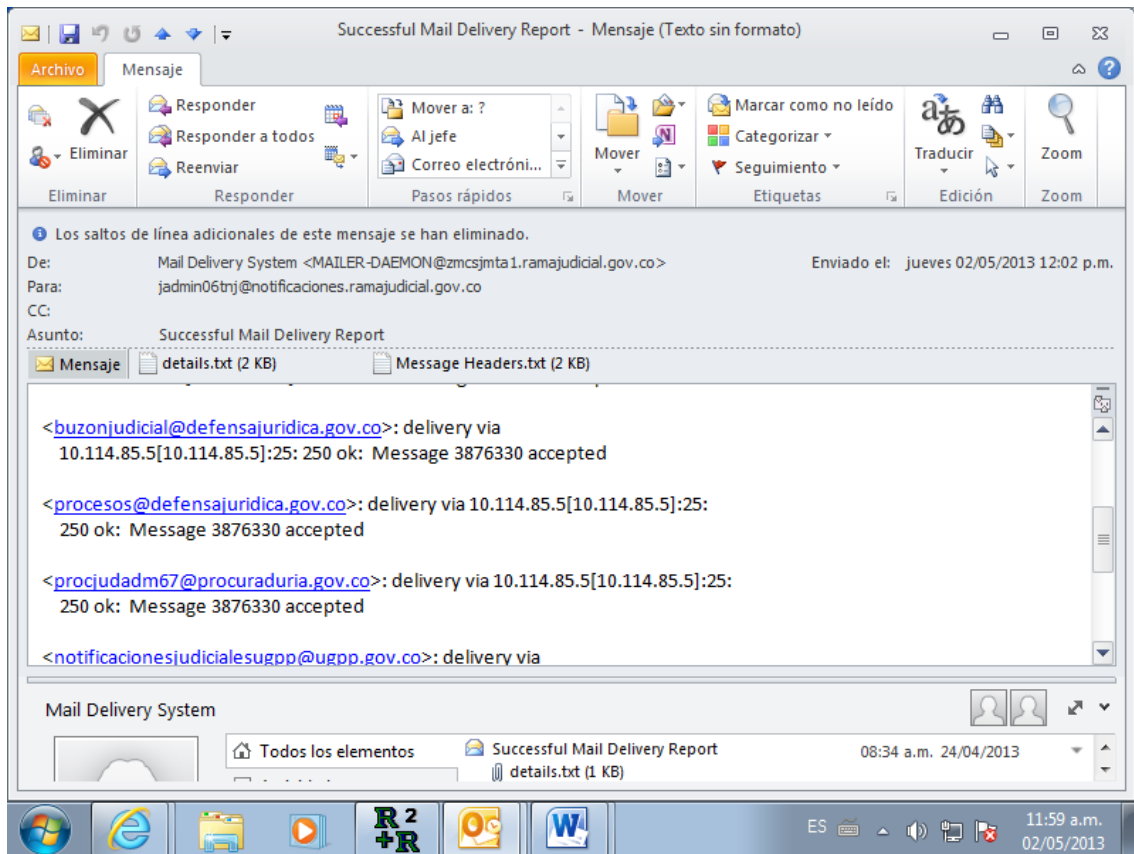 Successful Mail Delivery Report - Mensaje (Texto sin formato)
Archivo Mensaje
Eliminar
Responder
Responder a todos
Reenviar
Mover a: ?
Al jefe
Correo electróni...
Mover
Marcar como no leído
Categorizar
Seguimiento
Traducir
Zoom
Eliminar Responder Pasos rápidos Mover Etiquetas Edición Zoom
Los saltos de línea adicionales de este mensaje se han eliminado.
De: Mail Delivery System <MAILER-DAEMON@zmcsjmta1.ramajudicial.gov.co> Enviado el: jueves 02/05/2013 12:02 p.m.
Para: jadmin06tnj@notificaciones.ramajudicial.gov.co
CC:
Asunto: Successful Mail Delivery Report
Mensaje details.txt (2 KB) Message Headers.txt (2 KB)
<buzonjudicial@defensajuridica.gov.co>: delivery via
10.114.85.5[10.114.85.5]:25: 250 ok: Message 3876330 accepted
<procesos@defensajuridica.gov.co>: delivery via 10.114.85.5[10.114.85.5]:25:
250 ok: Message 3876330 accepted
<procjudadm67@procuraduria.gov.co>: delivery via 10.114.85.5[10.114.85.5]:25:
250 ok: Message 3876330 accepted
<notificacionesjudicialesugpp@ugpp.gov.co>: delivery via
Mail Delivery System
Todos los elementos Successful Mail Delivery Report 08:34 a.m. 24/04/2013
details.txt (1 KB)
R 2
+R
ES 11:59 a.m.
02/05/2013